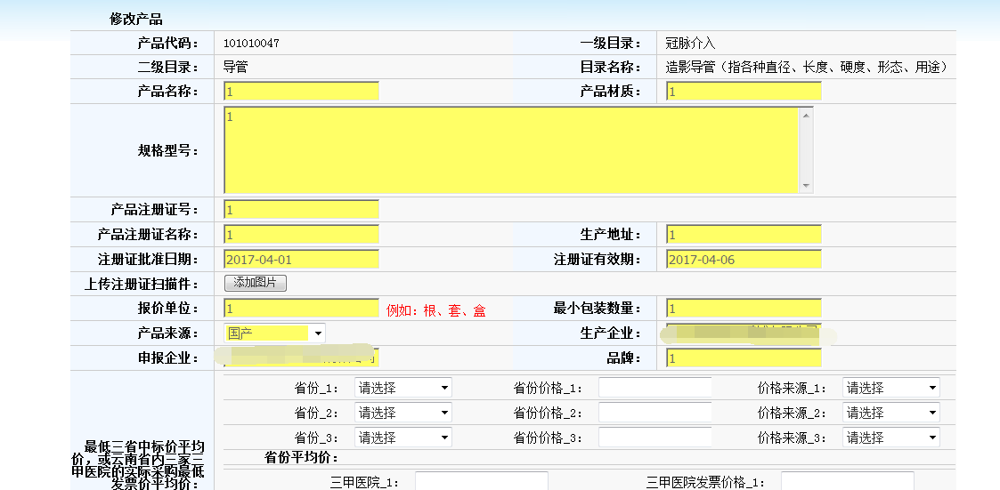 修改产品
产品代码： 101010047 一级目录： 冠脉介入
二级目录： 导管 目录名称： 造影导管（指各种直径、长度、硬度、形态、用途）
产品名称： 1 产品材质： 1
规格型号： 1
产品注册证号： 1
产品注册证名称： 1 生产地址： 1
注册证批准日期： 2017-04-01 注册证有效期： 2017-04-06
上传注册证扫描件： 添加图片
报价单位： 1 例如：根、套、盒 最小包装数量： 1
产品来源： 国产 生产企业：
申报企业： 品牌： 1
省份_1： 请选择 省份价格_1： 价格来源_1： 请选择
省份_2： 请选择 省份价格_2： 价格来源_2： 请选择
省份_3： 请选择 省份价格_3： 价格来源_3： 请选择
最低三省中标价平均
价，或云南省内三家三
甲医院的实际采购最低
发票价平均价：
省份平均价：
三甲医院_1： 三甲医院发票价格_1：